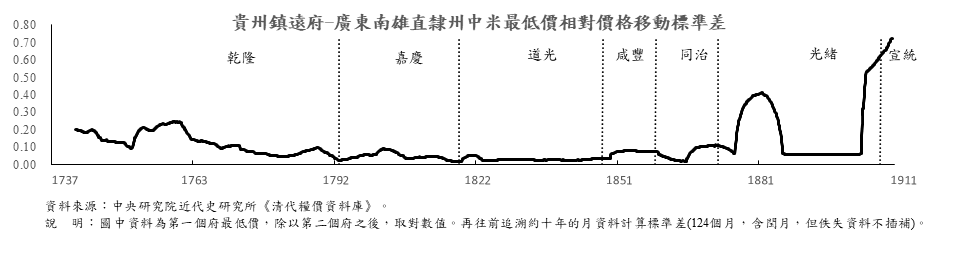 貴州鎮遠府-廣東南雄直隸州中米最低價相對價格移動標準差
0.80
0.70
0.60
0.50
0.40
0.30
0.20
0.10
0.00
乾隆 嘉慶 道光 咸豐 同治 光緒 宣統
1737 1763 1792 1822 1851 1881 1911
資料來源：中央研究院近代史研究所《清代糧價資料庫》。
說　明：圖中資料為第一個府最低價，除以第二個府之後，取對數值。再往前追溯約十年的月資料計算標準差(124個月，含閏月，但佚失資料不插補)。